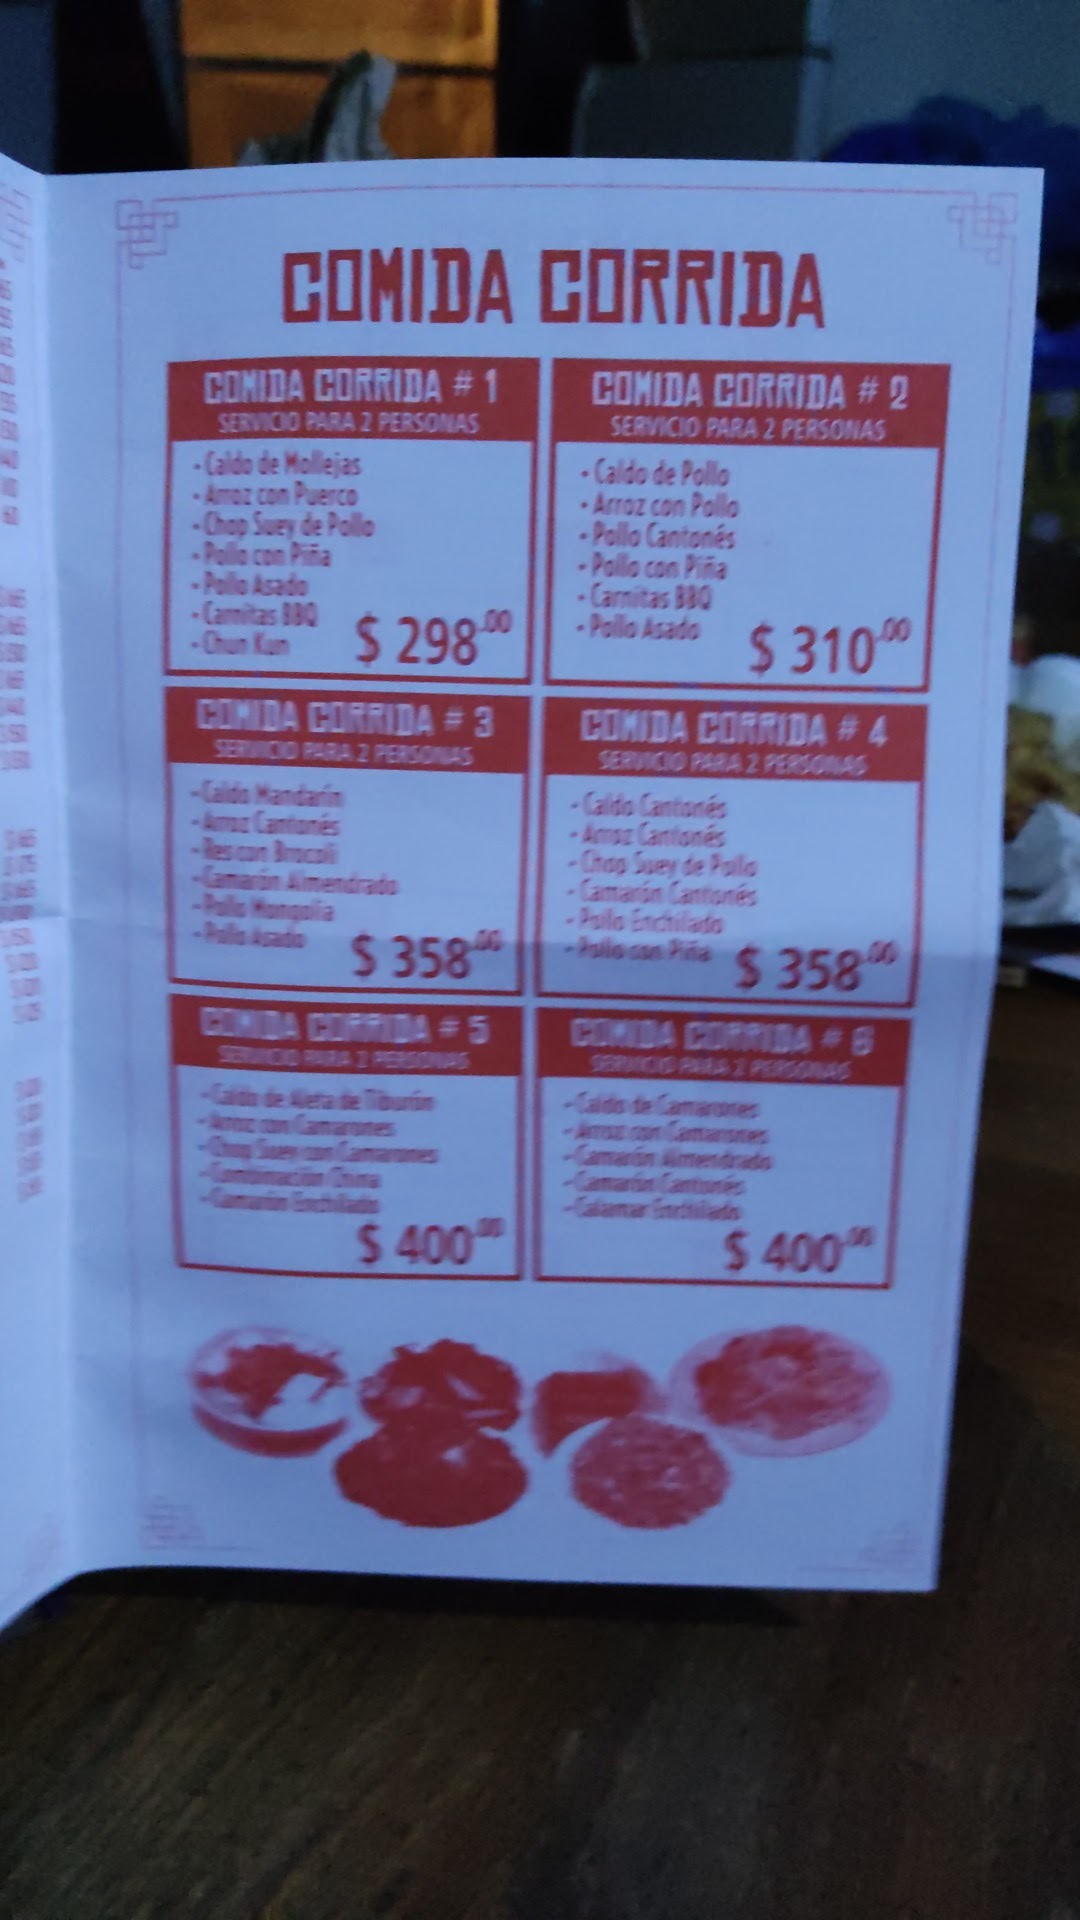 COMIDA CORRIDA
COMIDA CORRIDA # 1
SERVICIO PARA 2 PERSONAS
- Caldo de Mollejas
- Arroz con Puerco
- Chop Suey de Pollo
- Pollo con Piña
- Pollo Asado
- Carnitas BBQ
- Chun Kun
$ 298.00
COMIDA CORRIDA # 2
SERVICIO PARA 2 PERSONAS
- Caldo de Pollo
- Arroz con Pollo
- Pollo Cantonés
- Pollo con Piña
- Carnitas BBQ
- Pollo Asado
$ 310.00
COMIDA CORRIDA # 3
SERVICIO PARA 2 PERSONAS
- Caldo Mandarín
- Arroz Cantonés
- Res con Brocoli
- Camarón Almendrado
- Pollo Mongolia
- Pollo Asado
$ 358.00
COMIDA CORRIDA # 4
SERVICIO PARA 2 PERSONAS
- Caldo Cantonés
- Arroz Cantonés
- Chop Suey de Pollo
- Camarón Cantonés
- Pollo Enchilado
- Pollo con Piña
$ 358.00
COMIDA CORRIDA # 5
SERVICIO PARA 2 PERSONAS
- Caldo de Aleta de Tiburón
- Arroz con Camarones
- Chop Suey con Camarones
- Combinación China
- Camarón Enchilado
$ 400.00
COMIDA CORRIDA # 6
SERVICIO PARA 2 PERSONAS
- Caldo de Camarones
- Arroz con Camarones
- Camarón Almendrado
- Camarón Cantonés
- Calamar Enchilado
$ 400.00